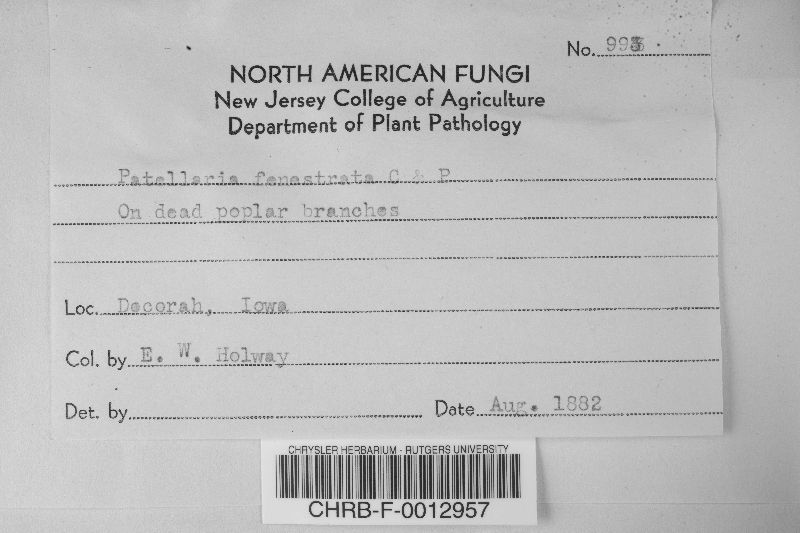 No.
NORTH AMERICAN FUNGI
New Jersey College of Agriculture
Department of Plant Pathology
Patellaria fenestrata C & P
On dead poplar branches
Loc. Decorah, Iowa
Col. by E. W. Holway
Det. by
Date Aug. 1882
CHRYSLER HERBARIUM - RUTGERS UNIVERSITY
CHRB-F-0012957